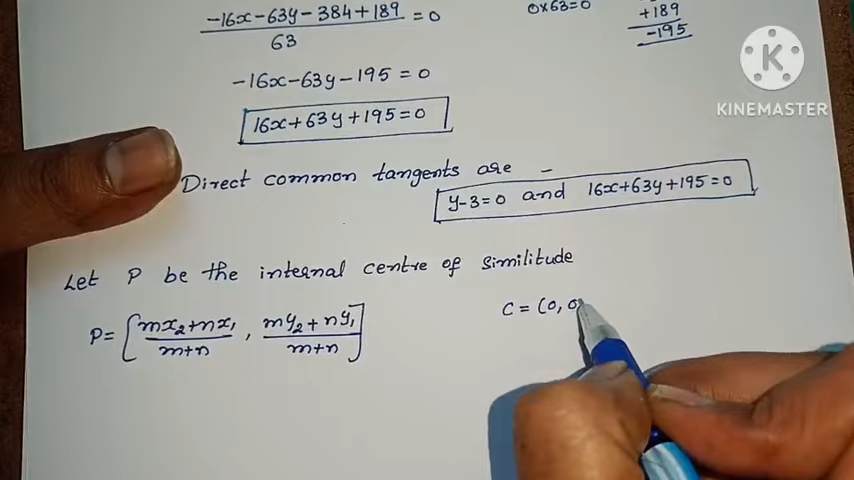 -16x-63y-384+189 / 63 = 0
0x63=0
+189
-195
-16x-63y-195 = 0
16x+63y+195=0
Direct common tangents are -
y-3=0 and 16x+63y+195=0
Let P be the internal centre of similitude
P= [ mx₂+nx₁ / m+n , my₂+ny₁ / m+n ]
C = (0, 0
K
KINEMASTER